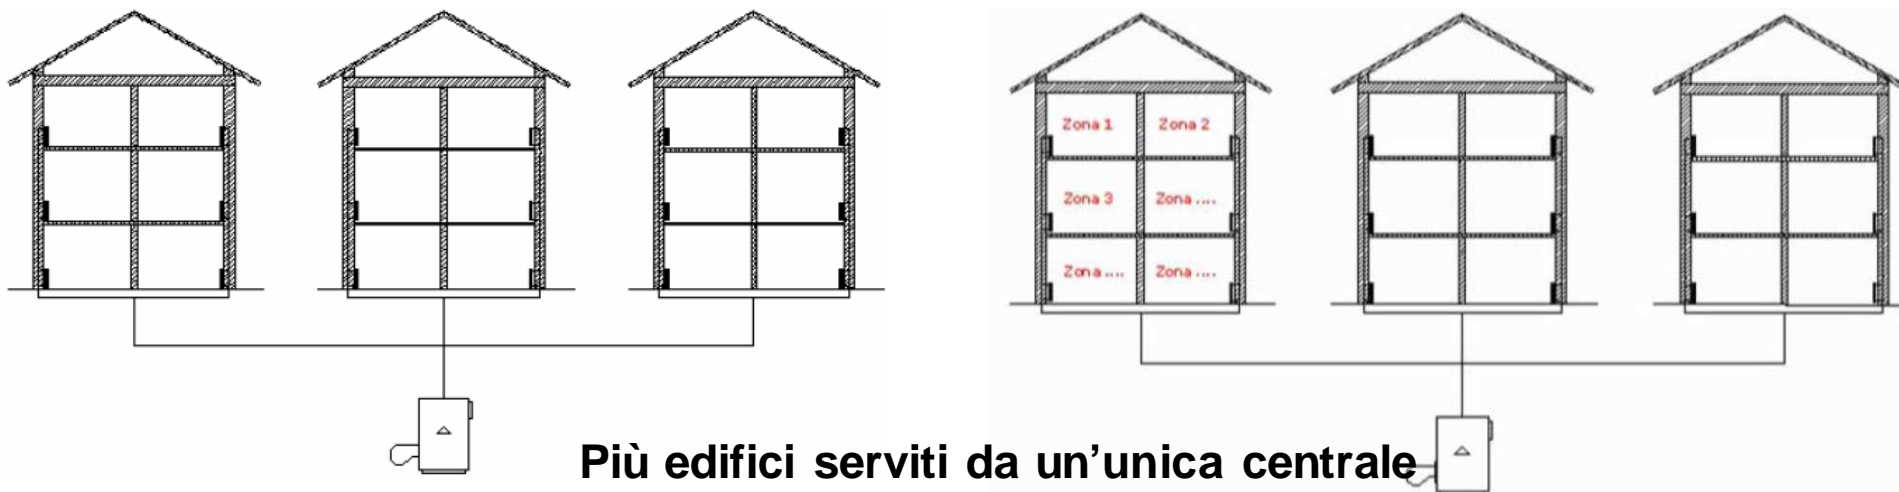 Zona 1 Zona 2
Zona 3 Zona ....
Zona .... Zona ....
Più edifici serviti da un’unica centrale